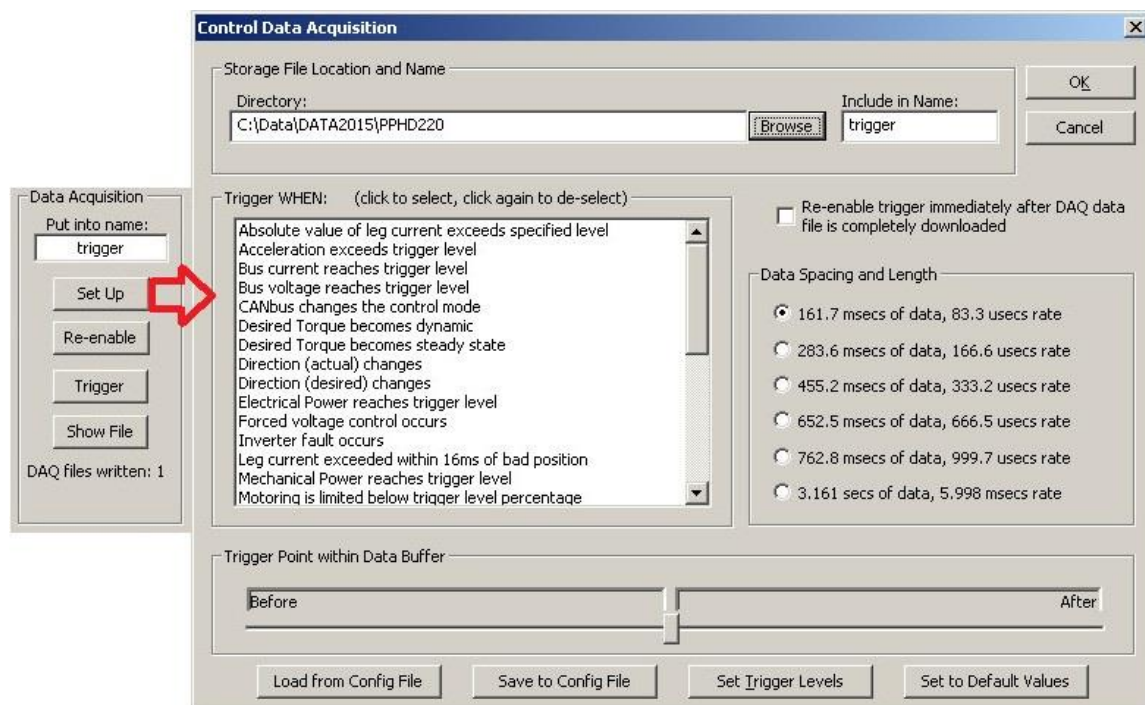 Control Data Acquisition
Storage File Location and Name
Directory:
C:\Data\DATA2015\PPHD220
Browse
Include in Name:
trigger
OK
Cancel
Data Acquisition
Put into name:
trigger
Set Up
Re-enable
Trigger
Show File
DAQ files written: 1
Trigger WHEN: (click to select, click again to de-select)
Absolute value of leg current exceeds specified level
Acceleration exceeds trigger level
Bus current reaches trigger level
Bus voltage reaches trigger level
CANbus changes the control mode
Desired Torque becomes dynamic
Desired Torque becomes steady state
Direction (actual) changes
Direction (desired) changes
Electrical Power reaches trigger level
Forced voltage control occurs
Inverter fault occurs
Leg current exceeded within 16ms of bad position
Mechanical Power reaches trigger level
Motoring is limited below trigger level percentage
Re-enable trigger immediately after DAQ data
file is completely downloaded
Data Spacing and Length
161.7 msecs of data, 83.3 usecs rate
283.6 msecs of data, 166.6 usecs rate
455.2 msecs of data, 333.2 usecs rate
652.5 msecs of data, 666.5 usecs rate
762.8 msecs of data, 999.7 usecs rate
3.161 secs of data, 5.998 msecs rate
Trigger Point within Data Buffer
Before
After
Load from Config File
Save to Config File
Set Trigger Levels
Set to Default Values